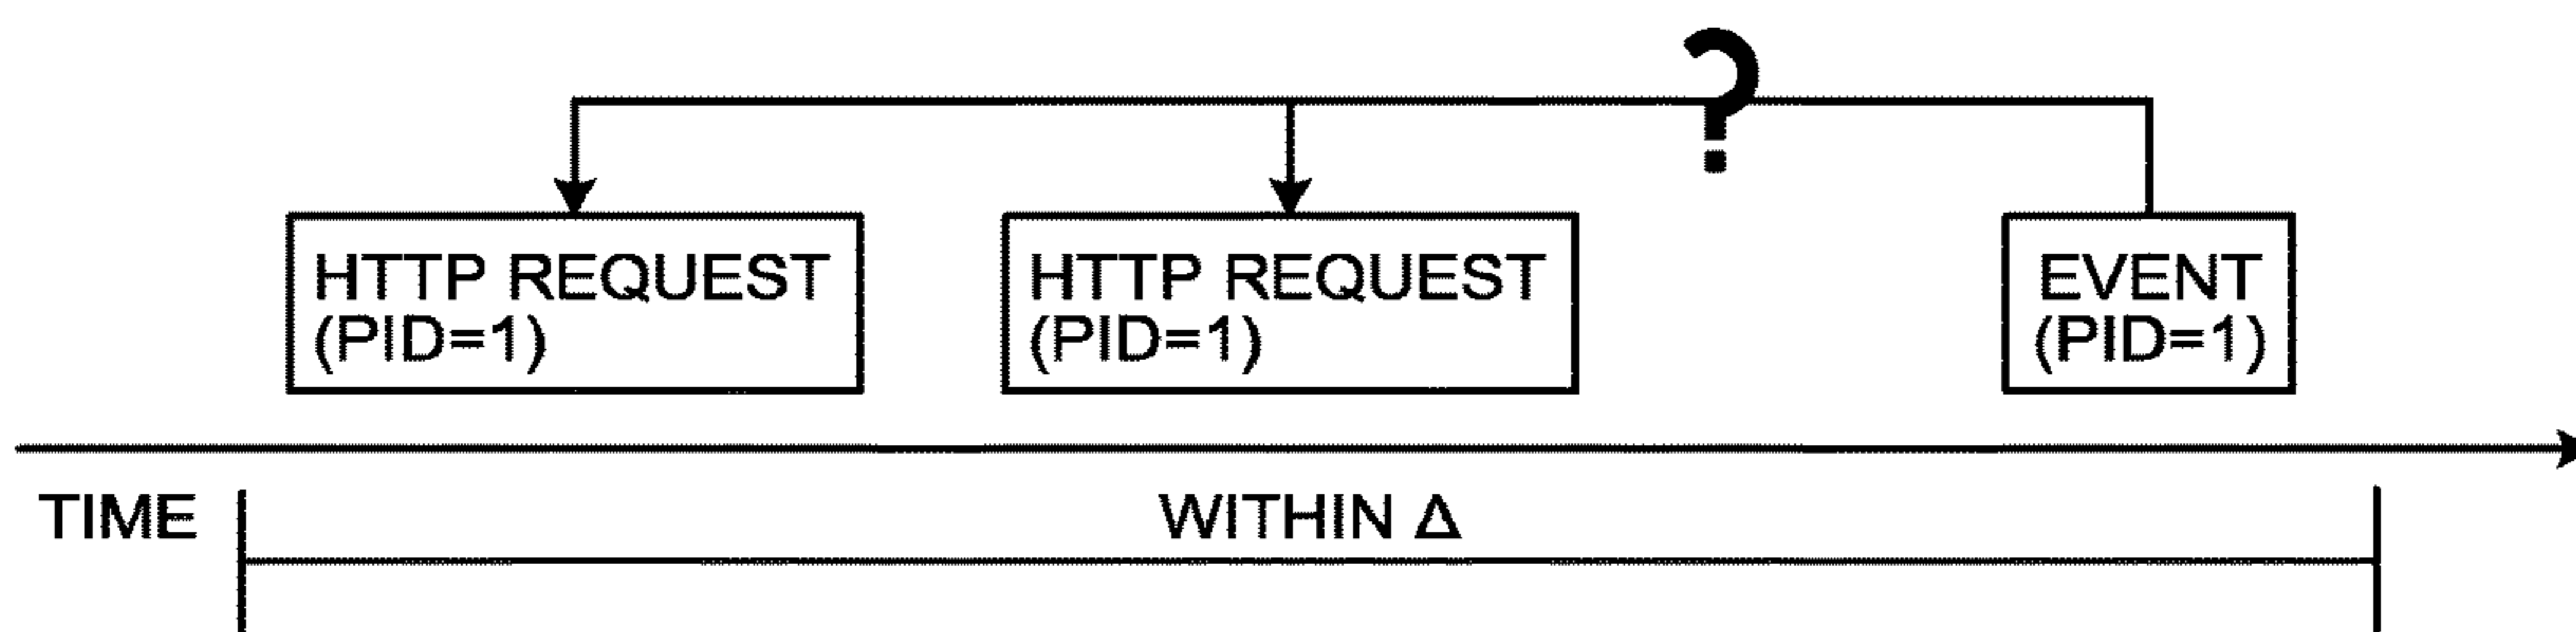 ?
HTTP REQUEST
(PID=1)
HTTP REQUEST
(PID=1)
EVENT
(PID=1)
TIME
WITHIN Δ